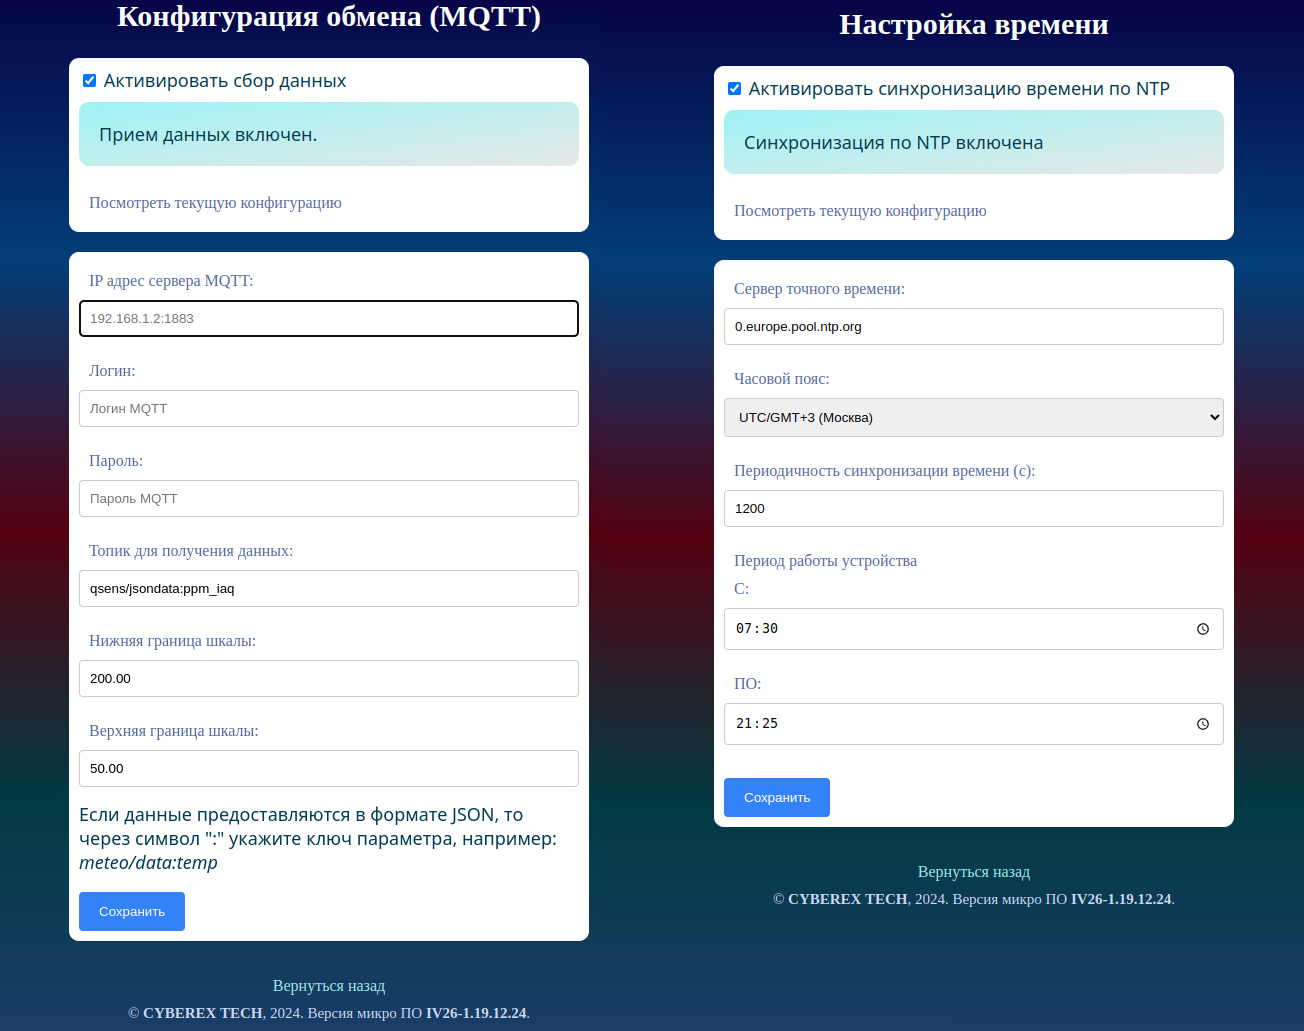 Конфигурация обмена (MQTT)
Активировать сбор данных
Прием данных включен.
Посмотреть текущую конфигурацию
IP адрес сервера MQTT:
192.168.1.2:1883
Логин:
Логин MQTT
Пароль:
Пароль MQTT
Топик для получения данных:
qsens/jsondata:ppm_iaq
Нижняя граница шкалы:
200.00
Верхняя граница шкалы:
50.00
Если данные предоставляются в формате JSON, то
через символ ":" укажите ключ параметра, например:
meteo/data:temp
Сохранить
Вернуться назад
© CYBEREX TECH, 2024. Версия микро ПО IV26-1.19.12.24.
Настройка времени
Активировать синхронизацию времени по NTP
Синхронизация по NTP включена
Посмотреть текущую конфигурацию
Сервер точного времени:
0.europe.pool.ntp.org
Часовой пояс:
UTC/GMT+3 (Москва)
Периодичность синхронизации времени (с):
1200
Период работы устройства
С:
07:30
ПО:
21:25
Сохранить
Вернуться назад
© CYBEREX TECH, 2024. Версия микро ПО IV26-1.19.12.24.